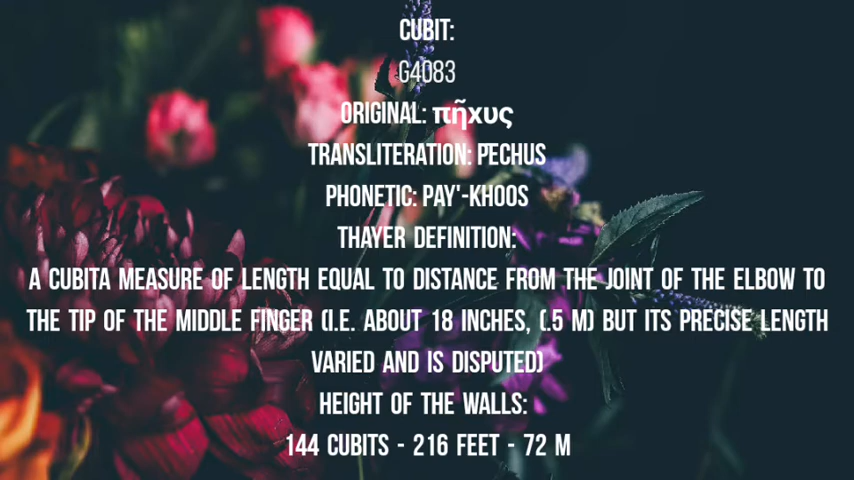 CUBIT:
G4083
ORIGINAL: πῆχυς
TRANSLITERATION: PECHUS
PHONETIC: PAY'-KHOOS
THAYER DEFINITION:
A CUBITA MEASURE OF LENGTH EQUAL TO DISTANCE FROM THE JOINT OF THE ELBOW TO
THE TIP OF THE MIDDLE FINGER (I.E. ABOUT 18 INCHES, (.5 M) BUT ITS PRECISE LENGTH
VARIED AND IS DISPUTED)
HEIGHT OF THE WALLS:
144 CUBITS - 216 FEET - 72 M